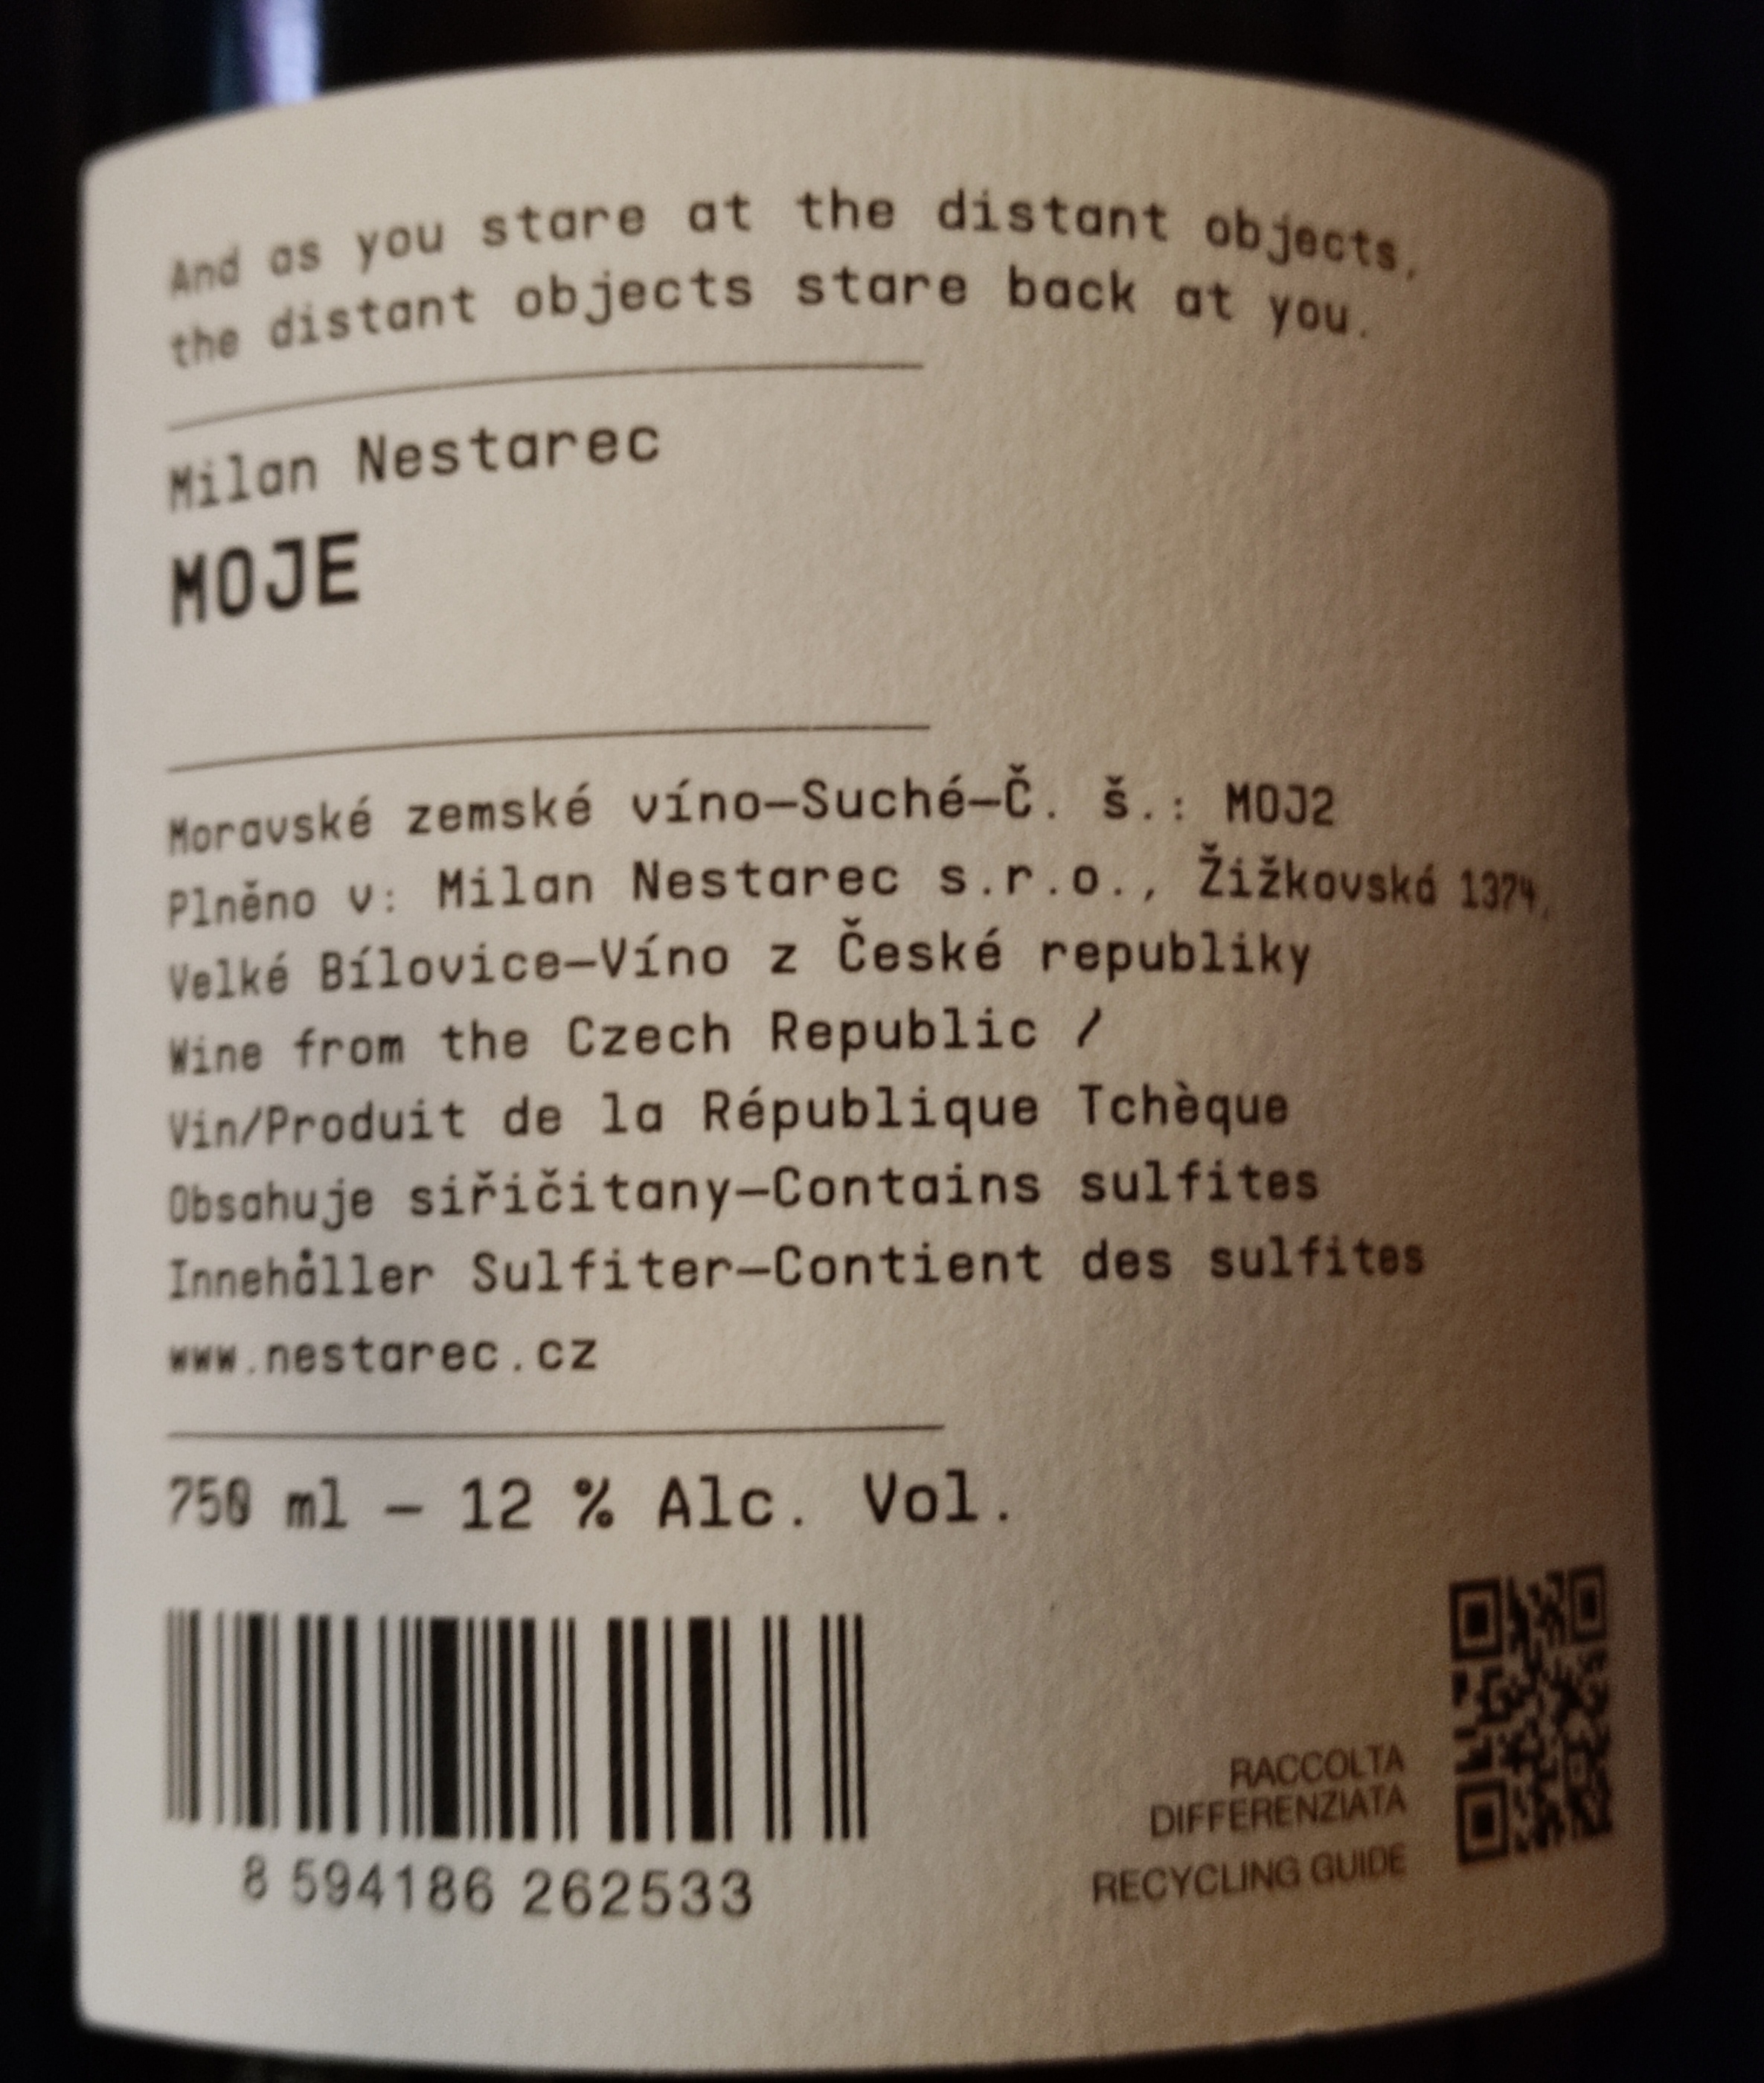 And as you stare at the distant objects,
the distant objects stare back at you.
Milan Nestarec
MOJE
Moravské zemské víno—Suché—Č. š.: MOJ2
Plněno v: Milan Nestarec s.r.o., Žižkovská 1374,
Velké Bílovice—Víno z České republiky
Wine from the Czech Republic /
Vin/Produit de la République Tchèque
Obsahuje siřičitany—Contains sulfites
Innehåller Sulfiter—Contient des sulfites
www.nestarec.cz
750 ml — 12 % Alc. Vol.
8 594186 262533
RACCOLTA
DIFFERENZIATA
RECYCLING GUIDE